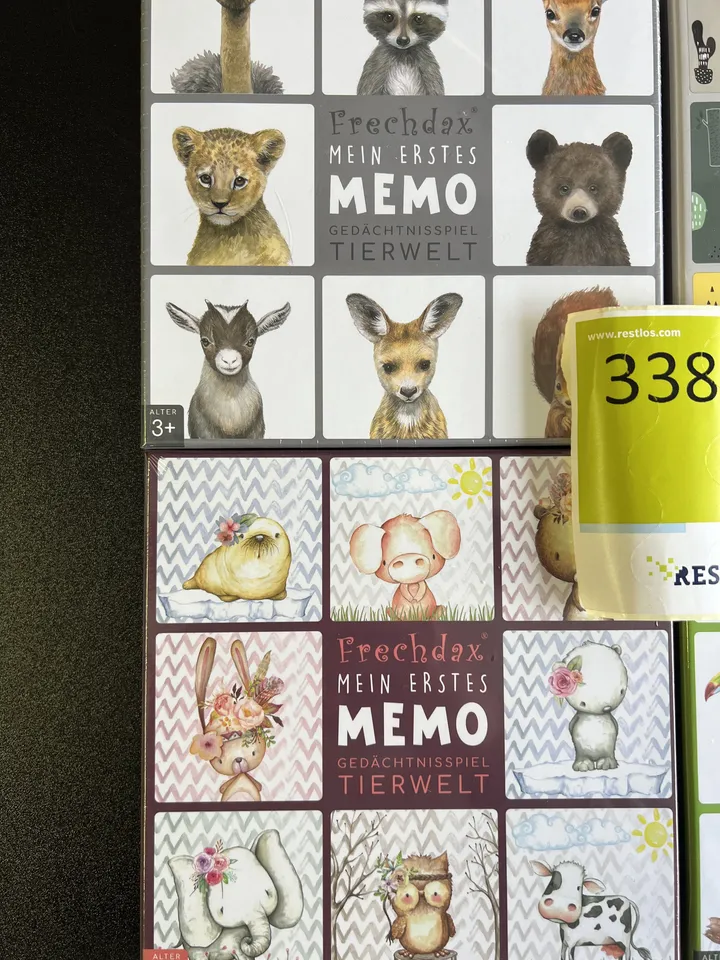 Frechdax®
MEIN ERSTES
MEMO
GEDÄCHTNISSPIEL
TIERWELT
ALTER
3+
www.restlos.com
338
RES
Frechdax®
MEIN ERSTES
MEMO
GEDÄCHTNISSPIEL
TIERWELT
ALTER
ALT